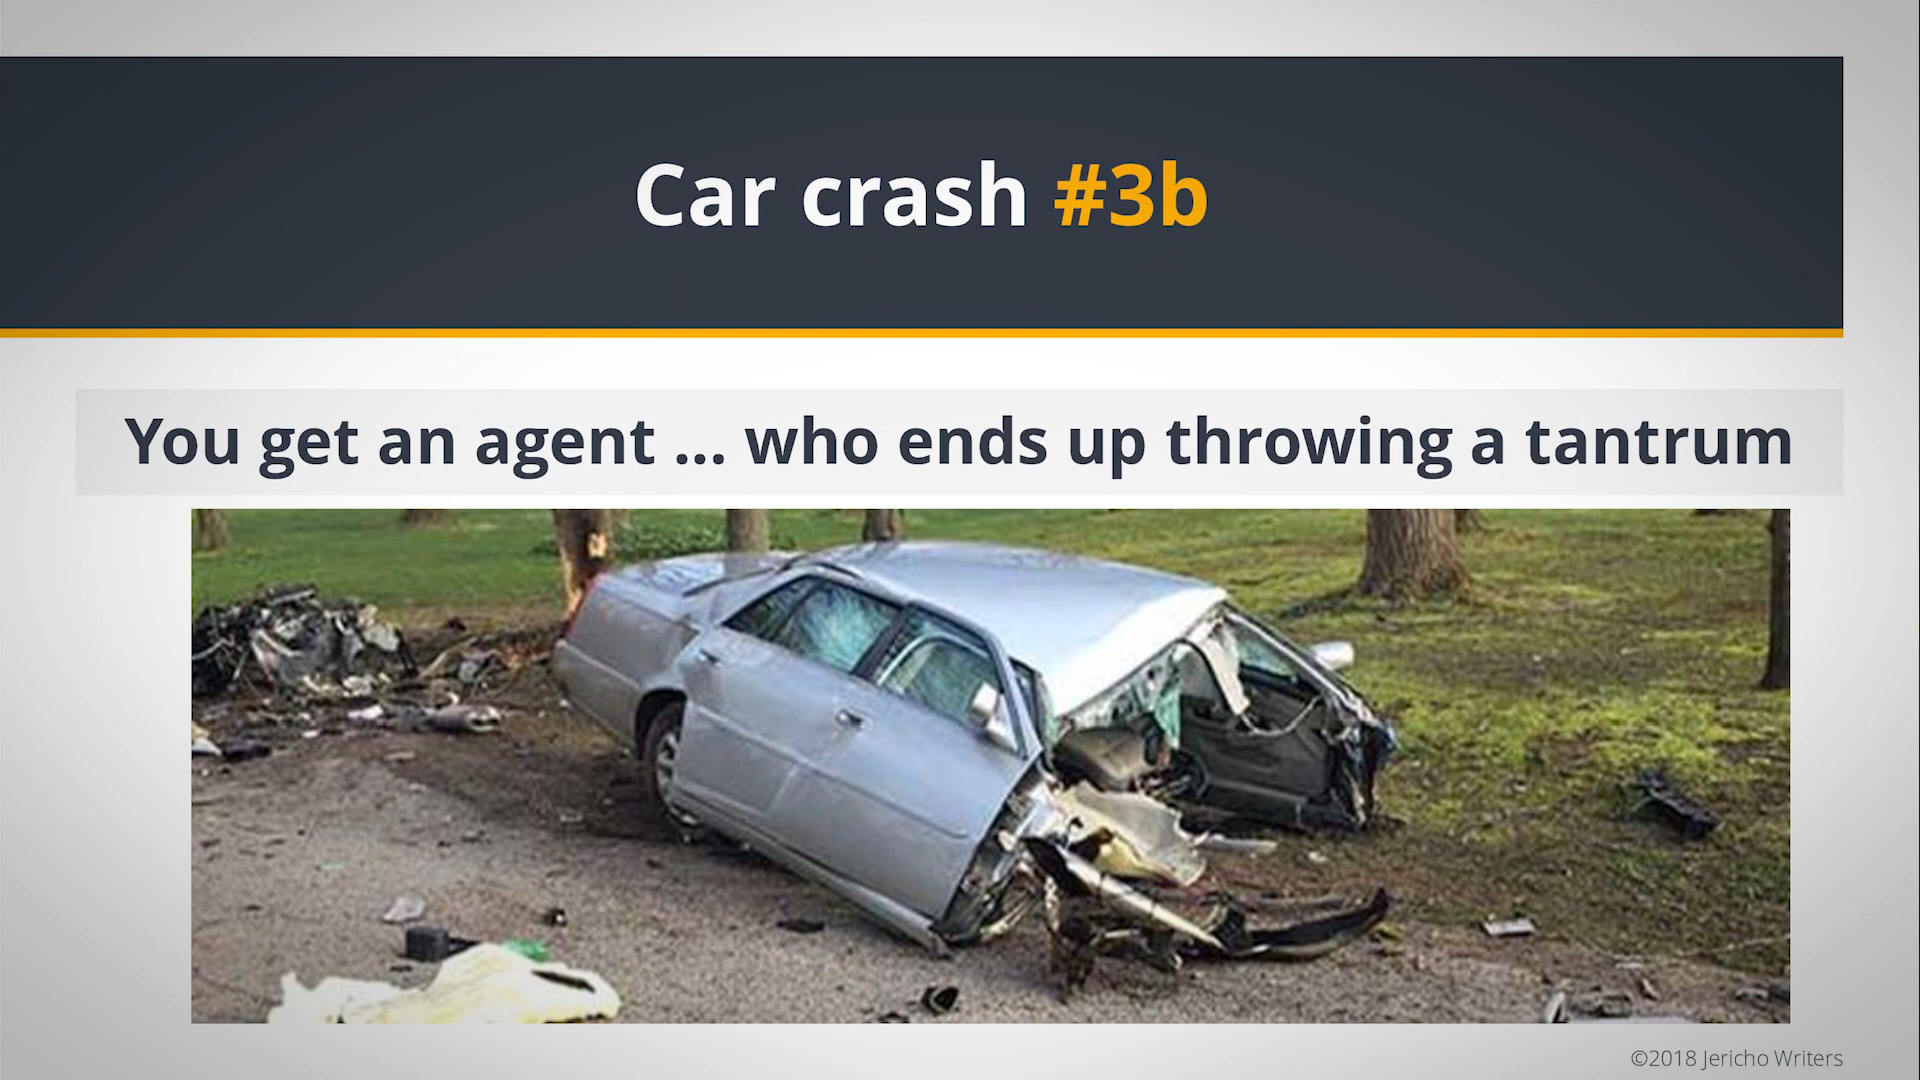 Car crash #3b
You get an agent ... who ends up throwing a tantrum
©2018 Jericho Writers